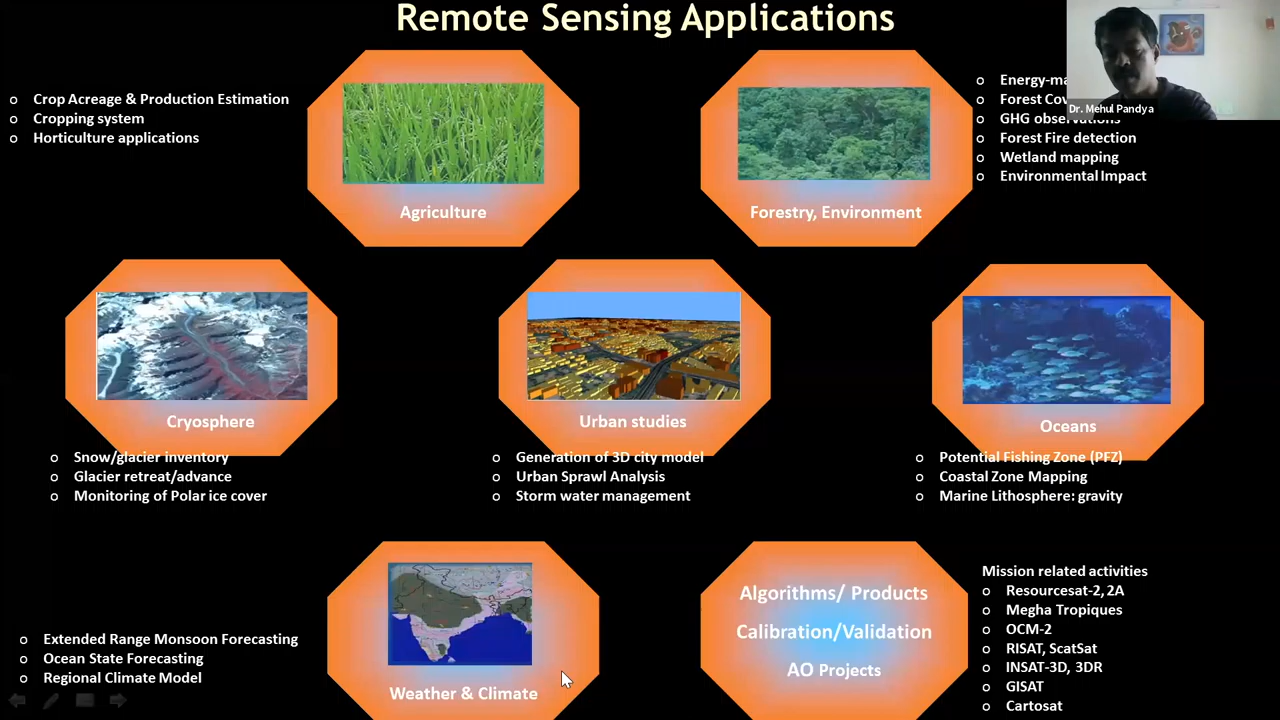 Remote Sensing Applications
Crop Acreage & Production Estimation
Cropping system
Horticulture applications
Agriculture
Forestry, Environment
Forest
GHG observations
Forest Fire detection
Wetland mapping
Environmental Impact
Dr. Mehul Pandya
Cryosphere
Snow/glacier inventory
Glacier retreat/advance
Monitoring of Polar ice cover
Urban studies
Generation of 3D city model
Urban Sprawl Analysis
Storm water management
Oceans
Potential Fishing Zone (PFZ)
Coastal Zone Mapping
Marine Lithosphere: gravity
Extended Range Monsoon Forecasting
Ocean State Forecasting
Regional Climate Model
Weather & Climate
Algorithms/ Products
Calibration/Validation
AO Projects
Mission related activities
Resourcesat-2, 2A
Megha Tropiques
OCM-2
RISAT, ScatSat
INSAT-3D, 3DR
GISAT
Cartosat